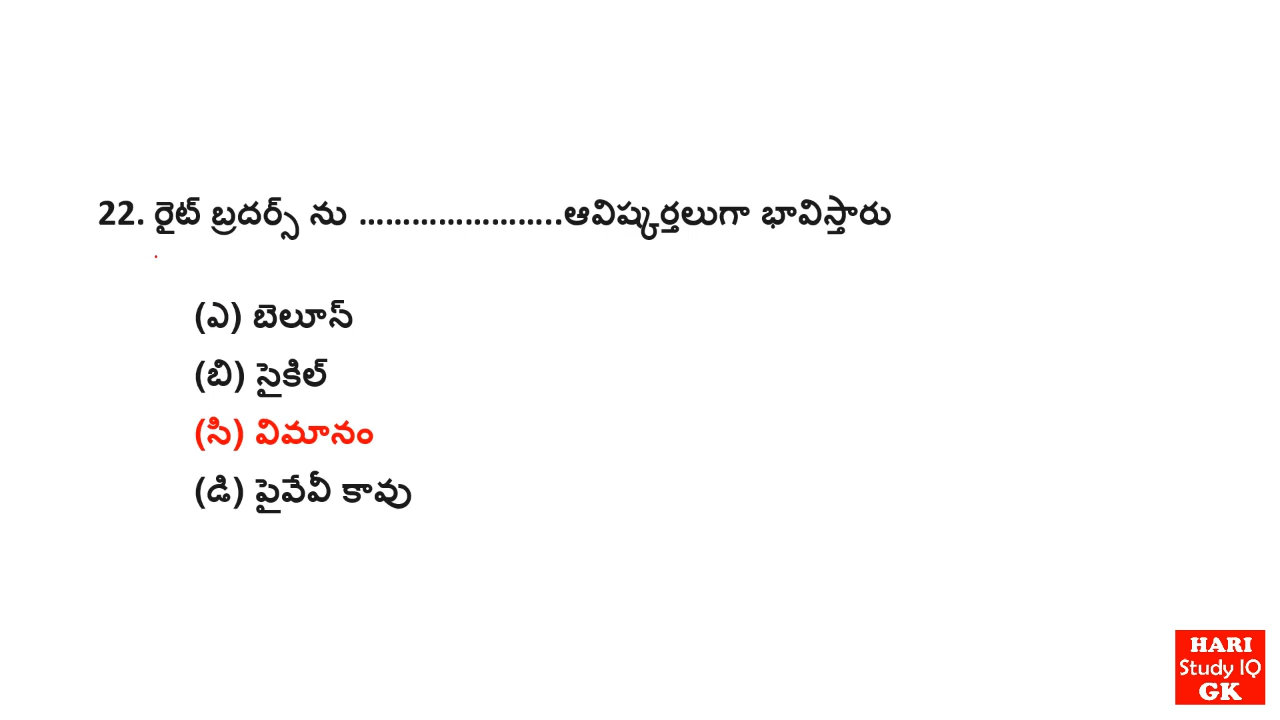 22. రైట్ బ్రదర్స్ ను .......................ఆవిష్కర్తలుగా భావిస్తారు
(ఎ) బెలూస్
(బి) సైకిల్
(సి) విమానం
(డి) పైవేవీ కావు
HARI
Study IQ
GK